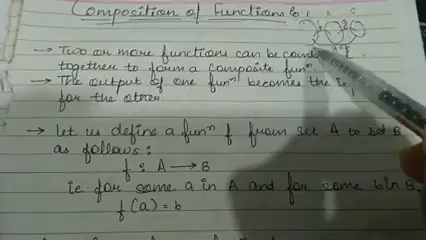 Composition of Functions :
→ Two or more functions can be
together to form a composite funⁿ
→ The output of one funⁿ becomes the
for the other.
→ Let us define a funⁿ f from set A to set B
as follows:
f : A → B
ie. for some a in A and for some b in B,
f(a) = b